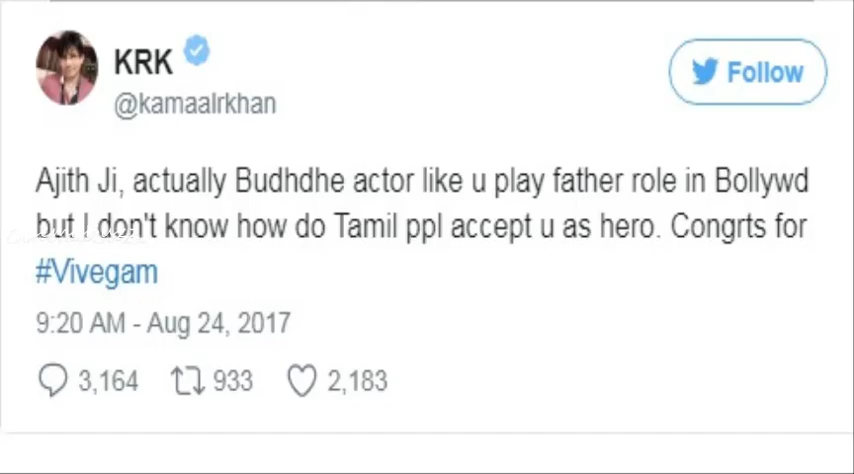 KRK
@kamaalrkhan
Follow
Ajith Ji, actually Budhdhe actor like u play father role in Bollywd
but I don't know how do Tamil ppl accept u as hero. Congrts for
#Vivegam
9:20 AM - Aug 24, 2017
3,164 933 2,183